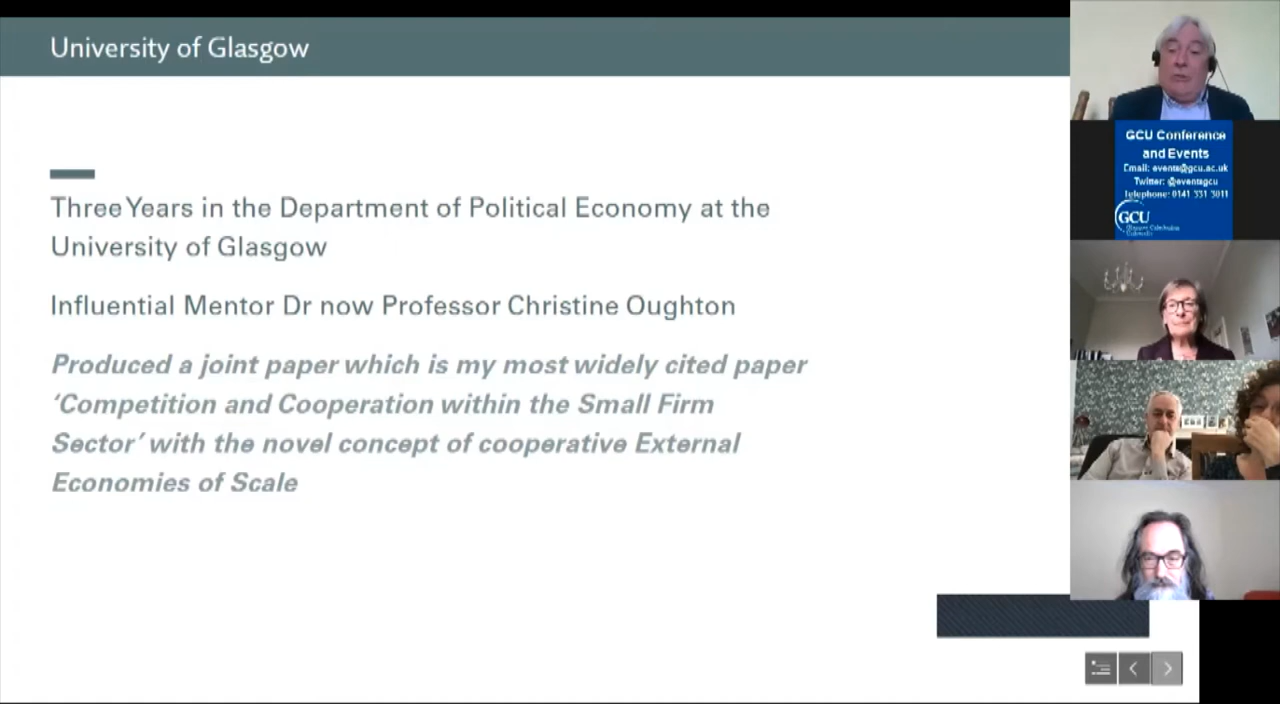 University of Glasgow
Three Years in the Department of Political Economy at the
University of Glasgow
Influential Mentor Dr now Professor Christine Oughton
Produced a joint paper which is my most widely cited paper
‘Competition and Cooperation within the Small Firm
Sector’ with the novel concept of cooperative External
Economies of Scale
GCU Conference
and Events
Email: events@gcu.ac.uk
Twitter: @eventsgcu
Telephone: 0141 331 3011
GCU
Glasgow Caledonian
University